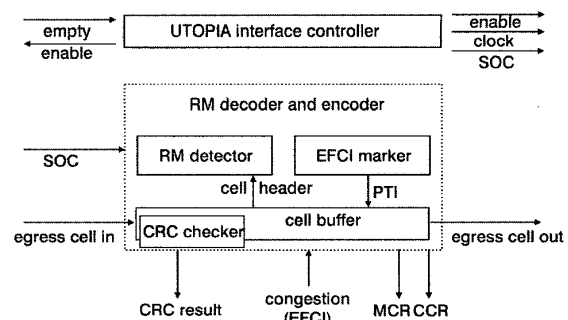 empty
enable
UTOPIA interface controller
enable
clock
SOC
RM decoder and encoder
SOC
RM detector
EFCI marker
cell header
PTI
egress cell in
CRC checker
cell buffer
egress cell out
CRC result
congestion
(EFCI)
MCR CCR